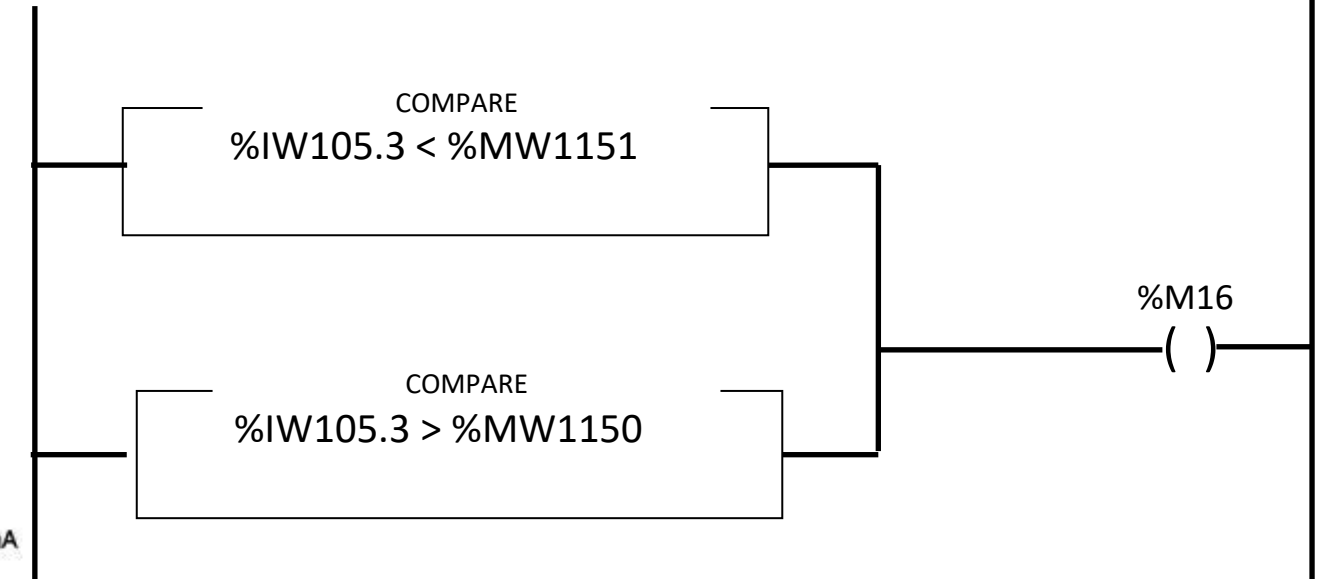 COMPARE
%IW105.3 < %MW1151
%M16
( )
COMPARE
%IW105.3 > %MW1150
A